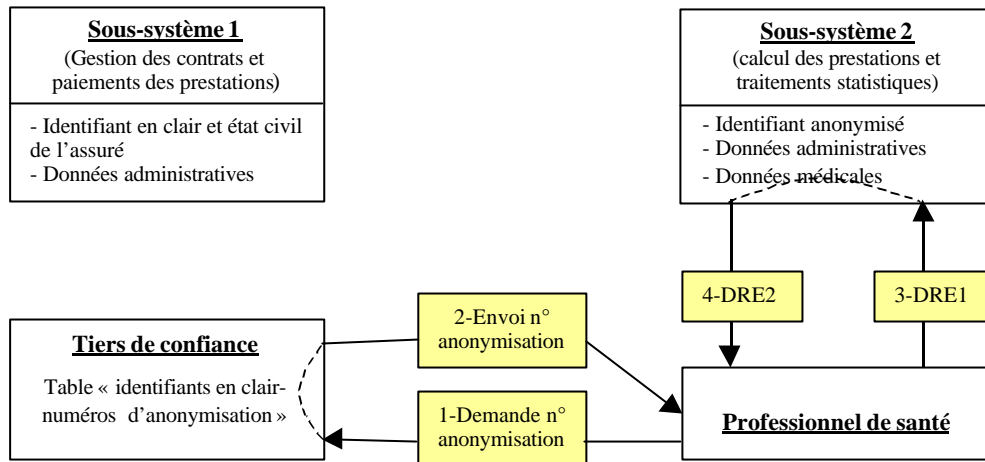 Sous-système 1
(Gestion des contrats et
paiements des prestations)
- Identifiant en clair et état civil
de l’assuré
- Données administratives
Sous-système 2
(calcul des prestations et
traitements statistiques)
- Identifiant anonymisé
- Données administratives
- Données médicales
4-DRE2
3-DRE1
2-Envoi n°
anonymisation
Tiers de confiance
Table « identifiants en clair-
numéros d’anonymisation »
1-Demande n°
anonymisation
Professionnel de santé